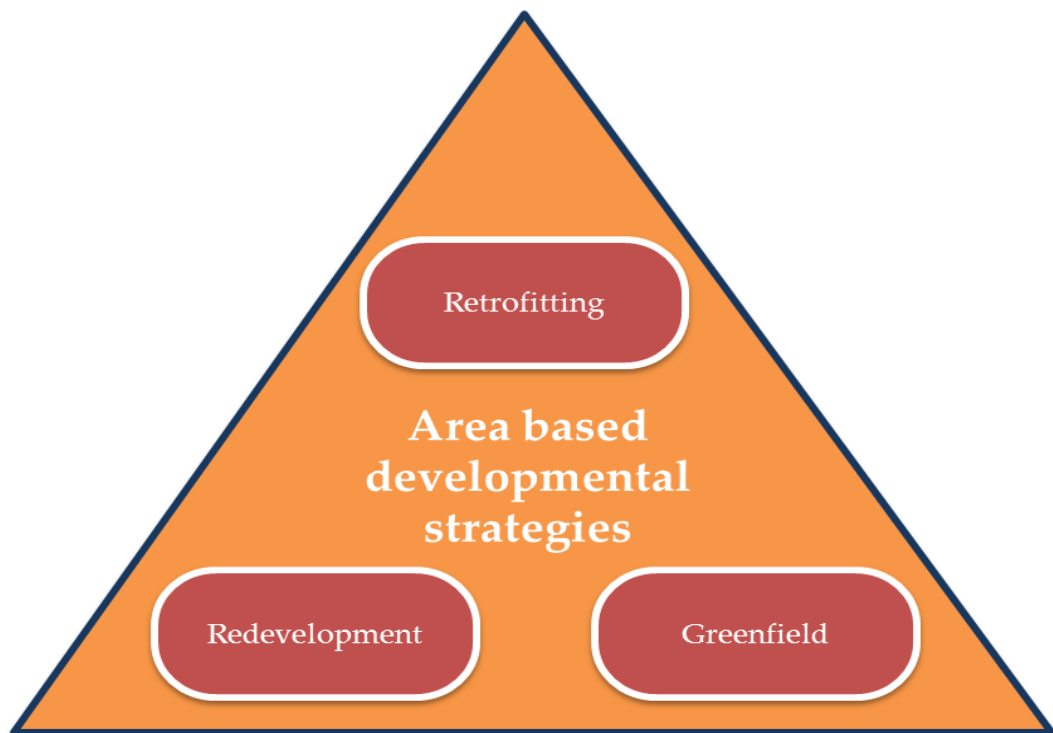 Retrofitting
Area based
developmental
strategies
Redevelopment
Greenfield